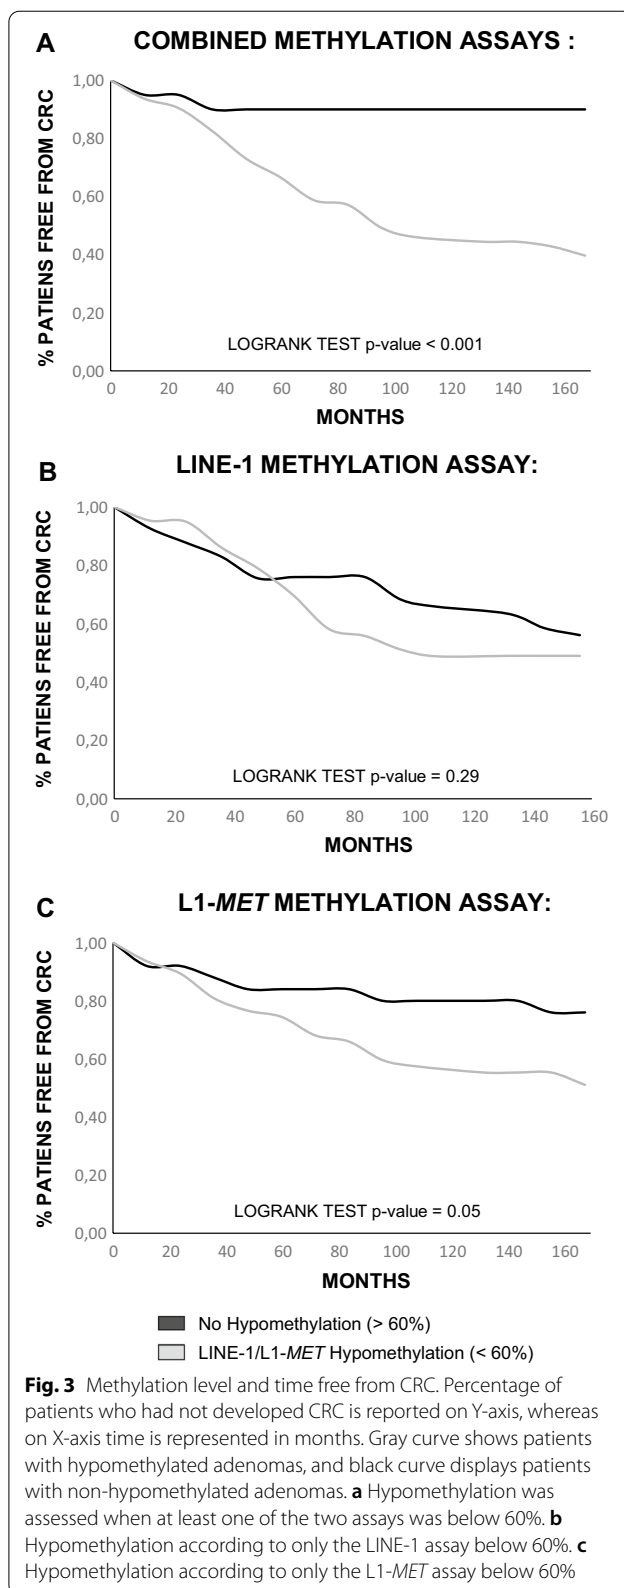 A
COMBINED METHYLATION ASSAYS :
% PATIENS FREE FROM CRC
1,00
0,80
0,60
0,40
0,20
0,00
LOGRANK TEST p-value < 0.001
0 20 40 60 80 100 120 140 160
MONTHS
B
LINE-1 METHYLATION ASSAY:
% PATIENS FREE FROM CRC
1,00
0,80
0,60
0,40
0,20
0,00
LOGRANK TEST p-value = 0.29
0 20 40 60 80 100 120 140 160
MONTHS
C
L1-MET METHYLATION ASSAY:
% PATIENS FREE FROM CRC
1,00
0,80
0,60
0,40
0,20
0,00
LOGRANK TEST p-value = 0.05
0 20 40 60 80 100 120 140 160
MONTHS
No Hypomethylation (> 60%)
LINE-1/L1-MET Hypomethylation (< 60%)
Fig. 3 Methylation level and time free from CRC. Percentage of
patients who had not developed CRC is reported on Y-axis, whereas
on X-axis time is represented in months. Gray curve shows patients
with hypomethylated adenomas, and black curve displays patients
with non-hypomethylated adenomas. a Hypomethylation was
assessed when at least one of the two assays was below 60%. b
Hypomethylation according to only the LINE-1 assay below 60%. c
Hypomethylation according to only the L1-MET assay below 60%